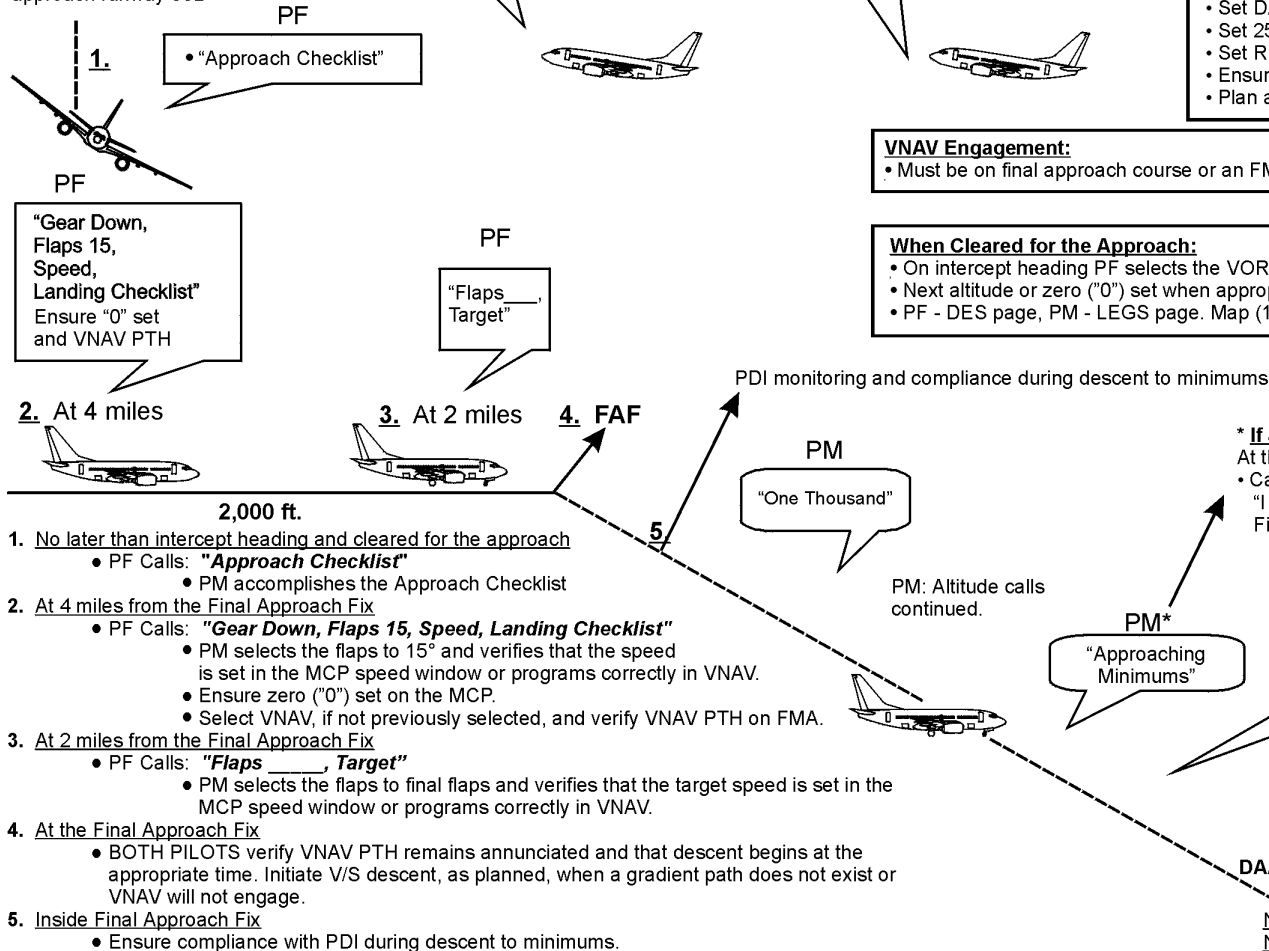 PF
1.
• “Approach Checklist”
• Set
• Set
• Set
• Plan
PF
VNAV Engagement:
• Must be on final approach course or an
“Gear Down,
Flaps 15,
Speed,
Landing Checklist”
Ensure “0” set
and VNAV PTH
PF
“Flaps___,
Target”
When Cleared for the Approach:
• On intercept heading PF selects the VOR
• Next altitude or zero (”0”) set when
• PF - DES page, PM - LEGS page. Map
PDI monitoring and compliance during descent to minimums
2. At 4 miles
3. At 2 miles
4. FAF
PM
“One Thousand”
* If
2,000 ft.
5.
PM: Altitude calls
continued.
PM*
“Approaching
Minimums”
1. No later than intercept heading and cleared for the approach
• PF Calls: "Approach Checklist"
• PM accomplishes the Approach Checklist
2. At 4 miles from the Final Approach Fix
• PF Calls: "Gear Down, Flaps 15, Speed, Landing Checklist"
• PM selects the flaps to 15° and verifies that the speed
is set in the MCP speed window or programs correctly in VNAV.
• Ensure zero (”0”) set on the MCP.
• Select VNAV, if not previously selected, and verify VNAV PTH on FMA.
3. At 2 miles from the Final Approach Fix
• PF Calls: "Flaps _____, Target”
• PM selects the flaps to final flaps and verifies that the target speed is set in the
MCP speed window or programs correctly in VNAV.
4. At the Final Approach Fix
• BOTH PILOTS verify VNAV PTH remains annunciated and that descent begins at the
appropriate time. Initiate V/S descent, as planned, when a gradient path does not exist or
VNAV will not engage.
5. Inside Final Approach Fix
• Ensure compliance with PDI during descent to minimums.